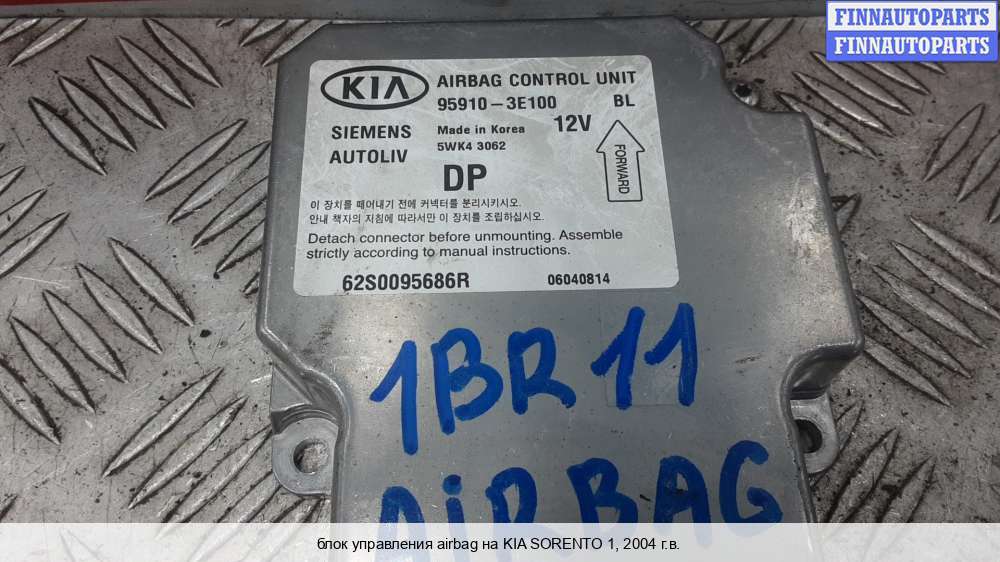 FINNAUTOPARTS
FINNAUTOPARTS
KIA AIRBAG CONTROL UNIT
95910-3E100 BL
SIEMENS Made in Korea 12V
AUTOLIV 5WK4 3062
DP
FORWARD
이 장치를 떼어내기 전에 커넥터를 분리시키시오.
안내 책자의 지침에 따라서만 이 장치를 조립하십시오.
Detach connector before unmounting. Assemble
strictly according to manual instructions.
62S0095686R 06040814
1BR11
AiRBAG
блок управления airbag на KIA SORENTO 1, 2004 г.в.